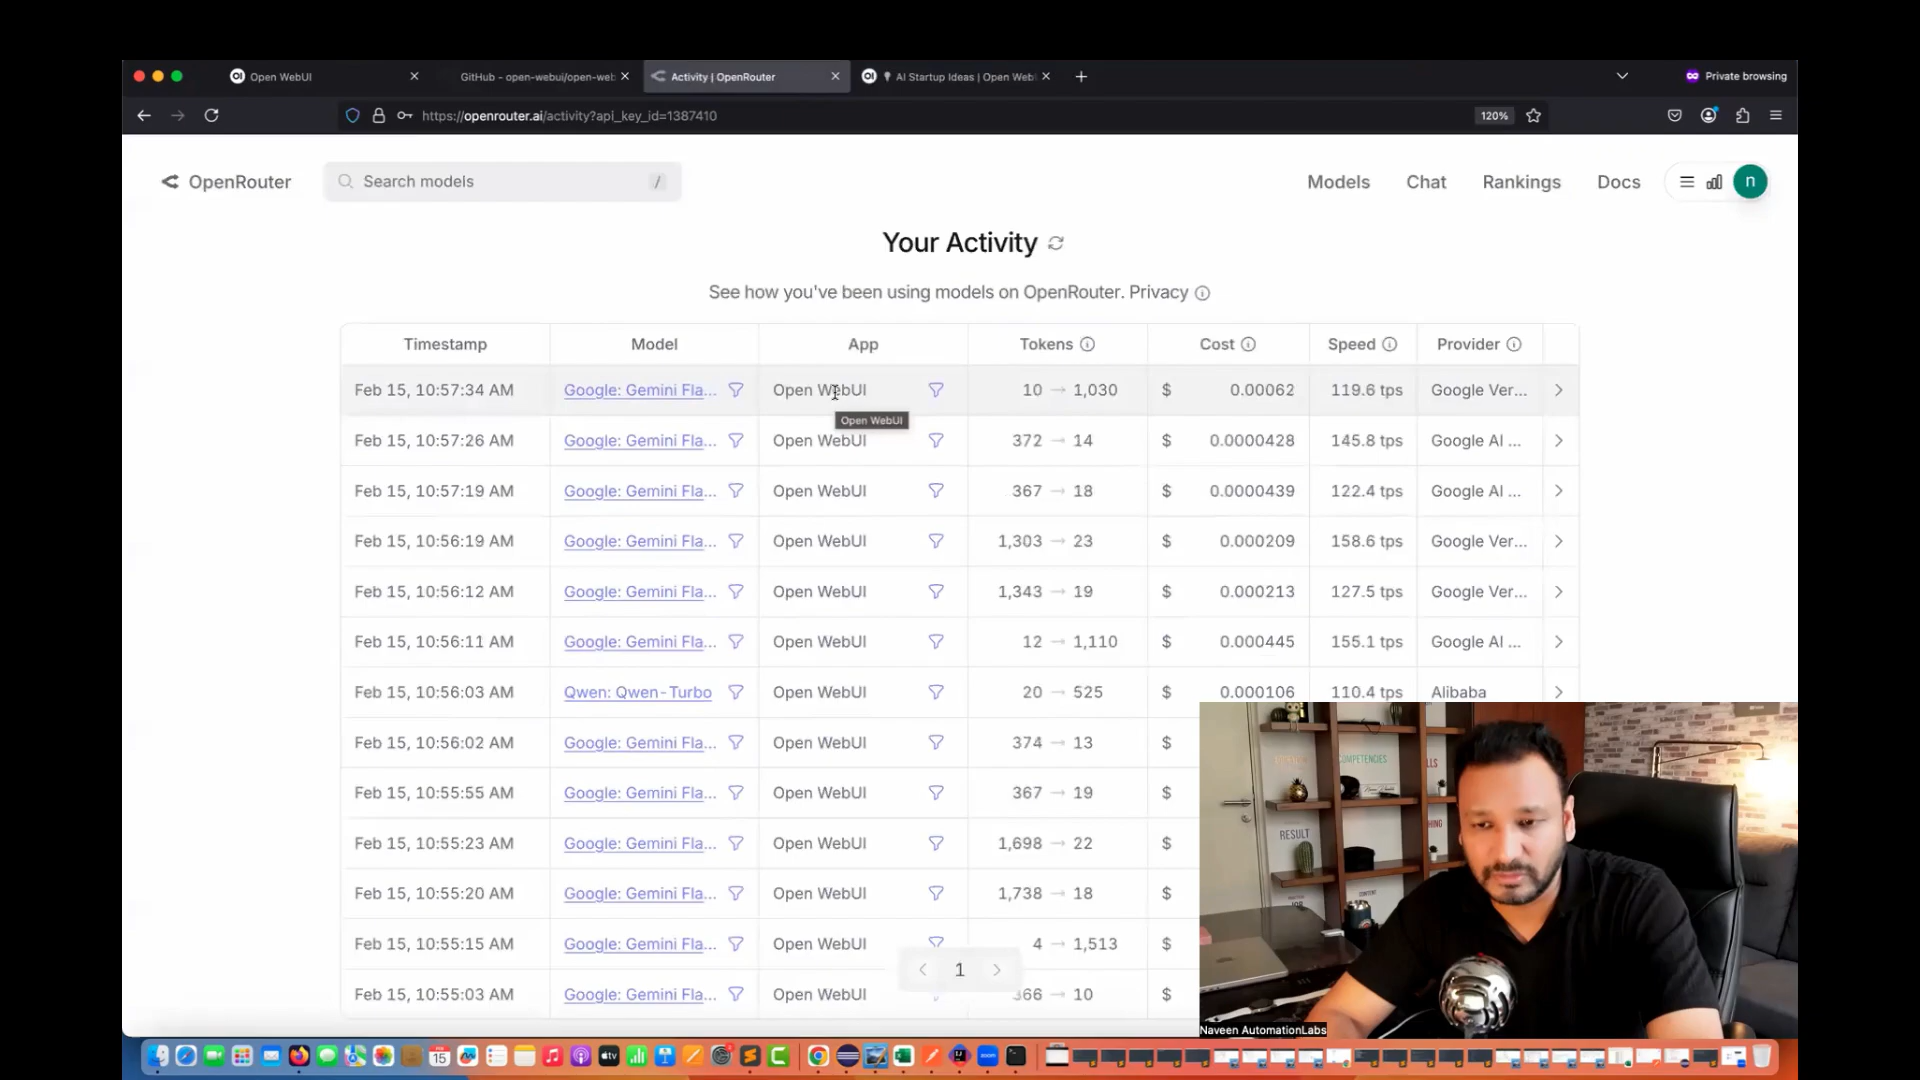 Open WebUI
GitHub - open-webui/open-web
Activity | OpenRouter
AI Startup Ideas | Open Web
Private browsing
https://openrouter.ai/activity?api_key_id=1387410
120%
OpenRouter
Search models
/
Models
Chat
Rankings
Docs
n
Your Activity
See how you've been using models on OpenRouter. Privacy
Timestamp Model App Tokens Cost Speed Provider
Feb 15, 10:57:34 AM Google: Gemini Fla... Open WebUI 10 → 1,030 $ 0.00062 119.6 tps Google Ver...
Open WebUI
Feb 15, 10:57:26 AM Google: Gemini Fla... Open WebUI 372 → 14 $ 0.0000428 145.8 tps Google AI ...
Feb 15, 10:57:19 AM Google: Gemini Fla... Open WebUI 367 → 18 $ 0.0000439 122.4 tps Google AI ...
Feb 15, 10:56:19 AM Google: Gemini Fla... Open WebUI 1,303 → 23 $ 0.000209 158.6 tps Google Ver...
Feb 15, 10:56:12 AM Google: Gemini Fla... Open WebUI 1,343 → 19 $ 0.000213 127.5 tps Google Ver...
Feb 15, 10:56:11 AM Google: Gemini Fla... Open WebUI 12 → 1,110 $ 0.000445 155.1 tps Google AI ...
Feb 15, 10:56:03 AM Qwen: Qwen-Turbo Open WebUI 20 → 525 $ 0.000106 110.4 tps Alibaba
Feb 15, 10:56:02 AM Google: Gemini Fla... Open WebUI 374 → 13 $
Feb 15, 10:55:55 AM Google: Gemini Fla... Open WebUI 367 → 19 $
Feb 15, 10:55:23 AM Google: Gemini Fla... Open WebUI 1,698 → 22 $
Feb 15, 10:55:20 AM Google: Gemini Fla... Open WebUI 1,738 → 18 $
Feb 15, 10:55:15 AM Google: Gemini Fla... Open WebUI 4 → 1,513 $
Feb 15, 10:55:03 AM Google: Gemini Fla... Open WebUI 366 → 10 $
1
COMPETENCIES
RESULT
Naveen AutomationLabs
15